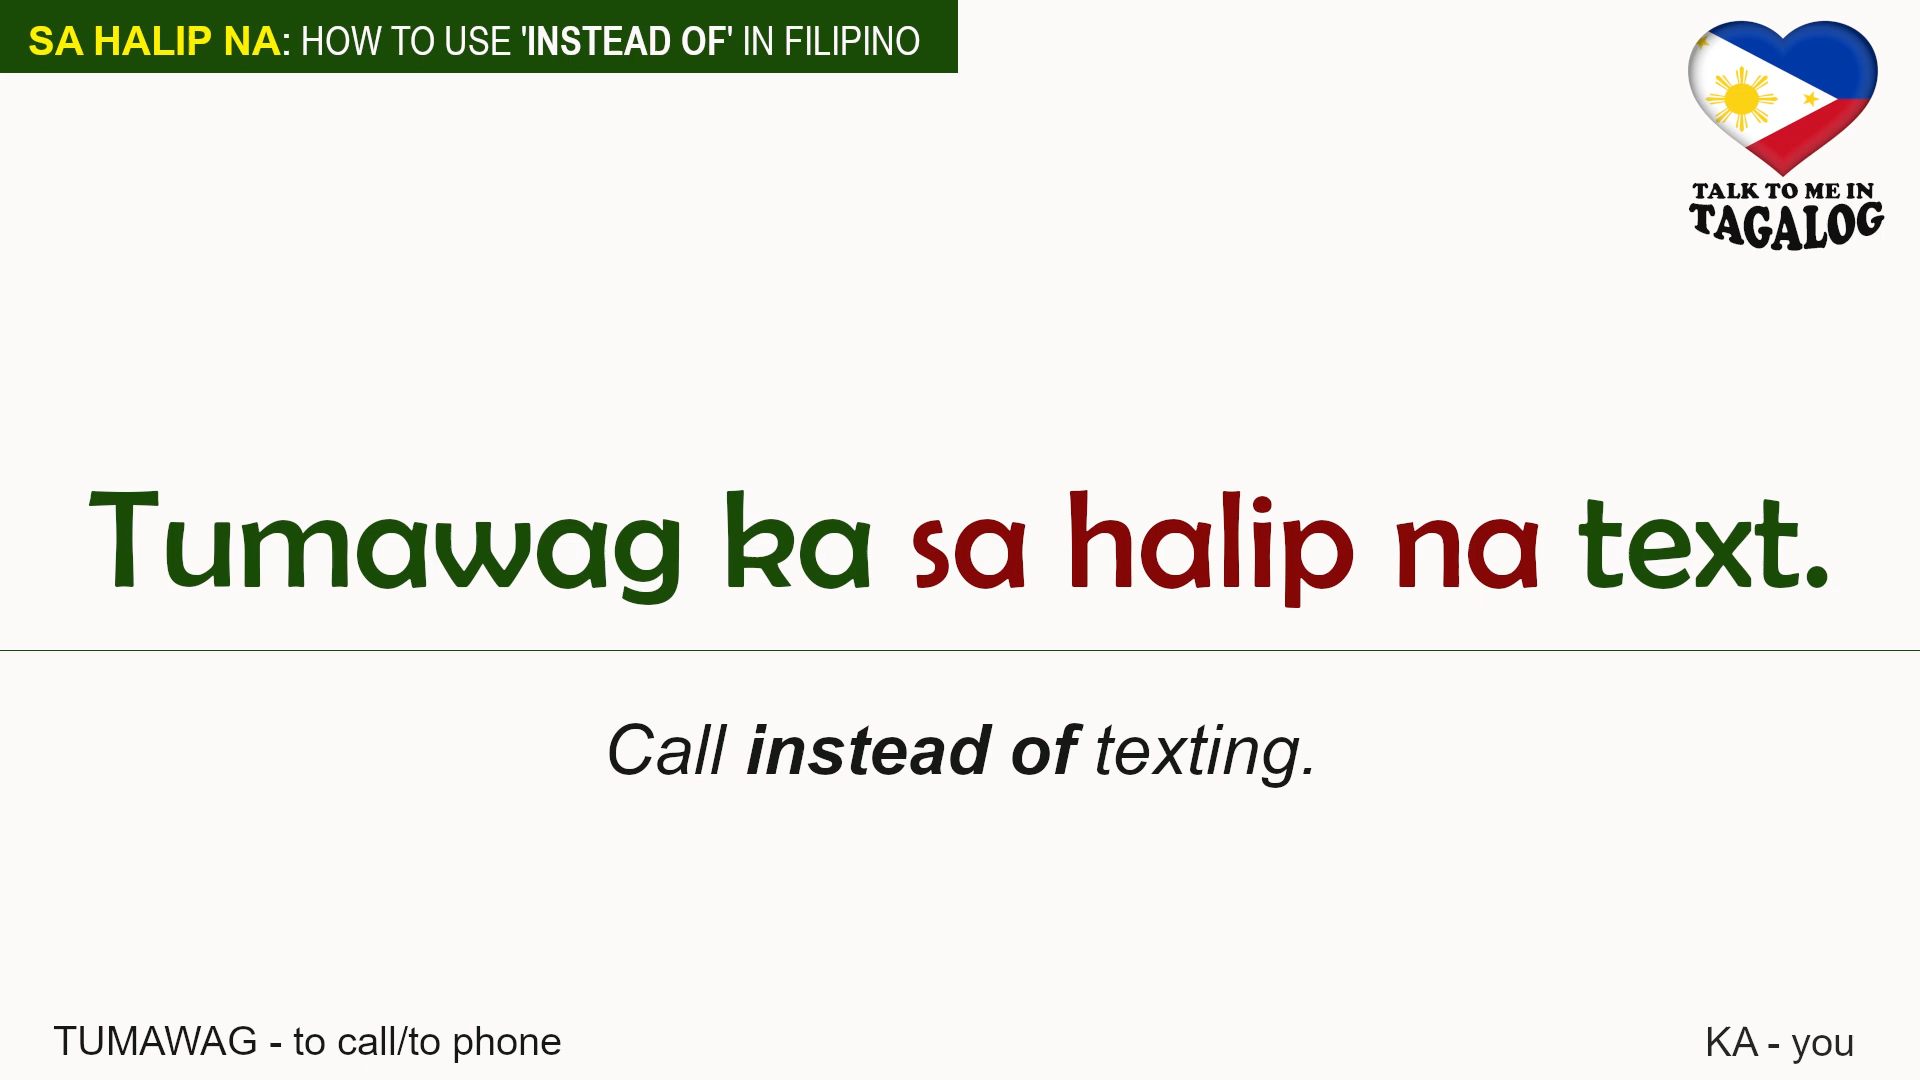 SA HALIP NA: HOW TO USE 'INSTEAD OF' IN FILIPINO
TALK TO ME IN
TAGALOG
Tumawag ka sa halip na text.
Call instead of texting.
TUMAWAG - to call/to phone
KA - you